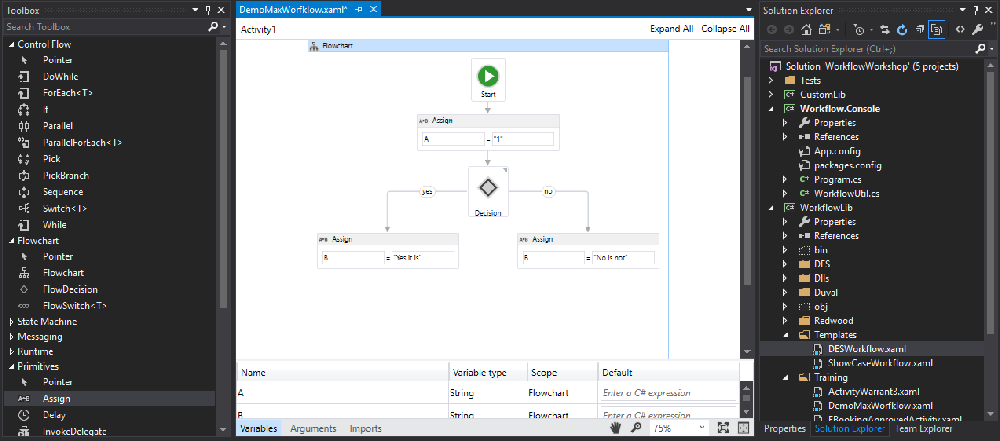 Toolbox
Search Toolbox
Control Flow
Pointer
DoWhile
ForEach<T>
If
Parallel
ParallelForEach<T>
Pick
PickBranch
Sequence
Switch<T>
While
Flowchart
Pointer
Flowchart
FlowDecision
FlowSwitch<T>
State Machine
Messaging
Runtime
Primitives
Pointer
A+B Assign
Delay
InvokeDelegate
DemoMaxWorfklow.xaml*
Activity1
Expand All Collapse All
Flowchart
Start
A+B Assign
A = "1"
yes
no
Decision
A+B Assign
B = "Yes it is"
A+B Assign
B = "No is not"
Name Variable type Scope Default
A String Flowchart Enter a C# expression
B String Flowchart Enter a C# expression
Variables Arguments Imports
75%
Solution Explorer
Search Solution Explorer (Ctrl+;)
Solution 'WorkflowWorkshop' (5 projects)
Tests
C# CustomLib
C# Workflow.Console
Properties
References
App.config
packages.config
C# Program.cs
C# WorkflowUtil.cs
C# WorkflowLib
Properties
References
bin
DES
Dlls
Duval
obj
Redwood
Templates
DESWorkflow.xaml
ShowCaseWorkflow.xaml
Training
ActivityWarrant3.xaml
DemoMaxWorfklow.xaml
EBookingApprovedActivity.xaml
Properties Solution Explorer Team Explorer